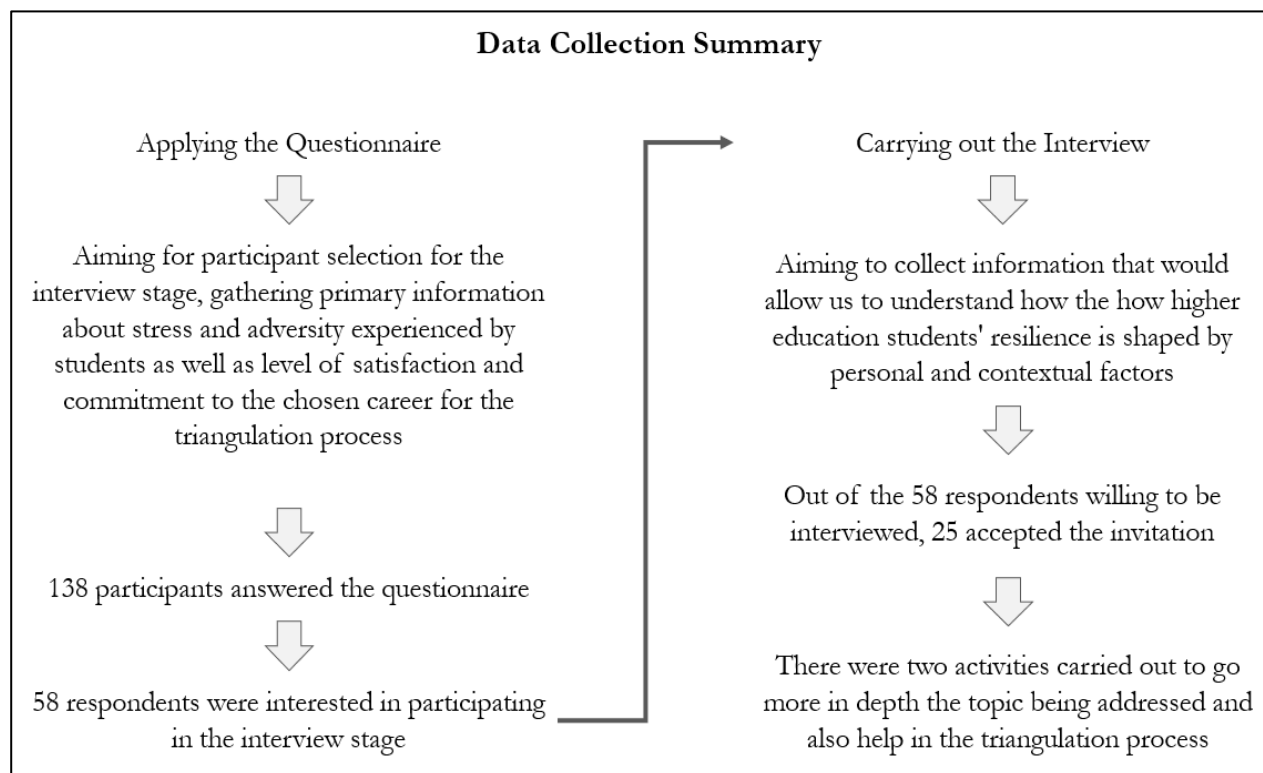 Data Collection Summary
Applying the Questionnaire
Aiming for participant selection for the
interview stage, gathering primary information
about stress and adversity experienced by
students as well as level of satisfaction and
commitment to the chosen career for the
triangulation process
138 participants answered the questionnaire
58 respondents were interested in participating
in the interview stage
Carrying out the Interview
Aiming to collect information that would
allow us to understand how the how higher
education students' resilience is shaped by
personal and contextual factors
Out of the 58 respondents willing to be
interviewed, 25 accepted the invitation
There were two activities carried out to go
more in depth the topic being addressed and
also help in the triangulation process